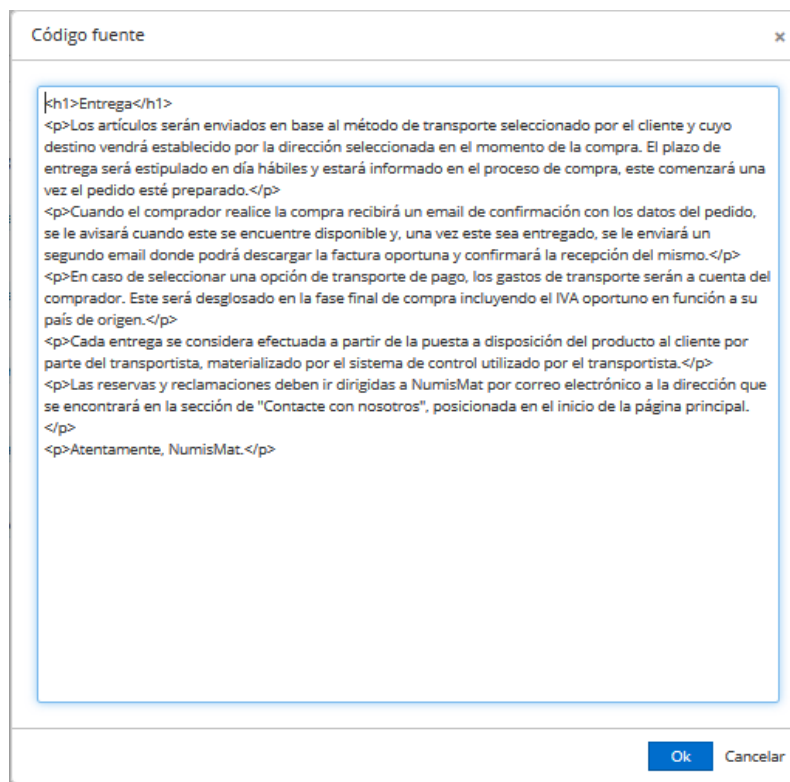 Código fuente
×
<h1>Entrega</h1>
<p>Los artículos serán enviados en base al método de transporte seleccionado por el cliente y cuyo
destino vendrá establecido por la dirección seleccionada en el momento de la compra. El plazo de
entrega será estipulado en día hábiles y estará informado en el proceso de compra, este comenzará una
vez el pedido esté preparado.</p>
<p>Cuando el comprador realice la compra recibirá un email de confirmación con los datos del pedido,
se le avisará cuando este se encuentre disponible y, una vez este sea entregado, se le enviará un
segundo email donde podrá descargar la factura oportuna y confirmará la recepción del mismo.</p>
<p>En caso de seleccionar una opción de transporte de pago, los gastos de transporte serán a cuenta del
comprador. Este será desglosado en la fase final de compra incluyendo el IVA oportuno en función a su
país de origen.</p>
<p>Cada entrega se considera efectuada a partir de la puesta a disposición del producto al cliente por
parte del transportista, materializado por el sistema de control utilizado por el transportista.</p>
<p>Las reservas y reclamaciones deben ir dirigidas a NumisMat por correo electrónico a la dirección que
se encontrará en la sección de "Contacte con nosotros", posicionada en el inicio de la página principal.
</p>
<p>Atentamente, NumisMat.</p>
Ok
Cancelar